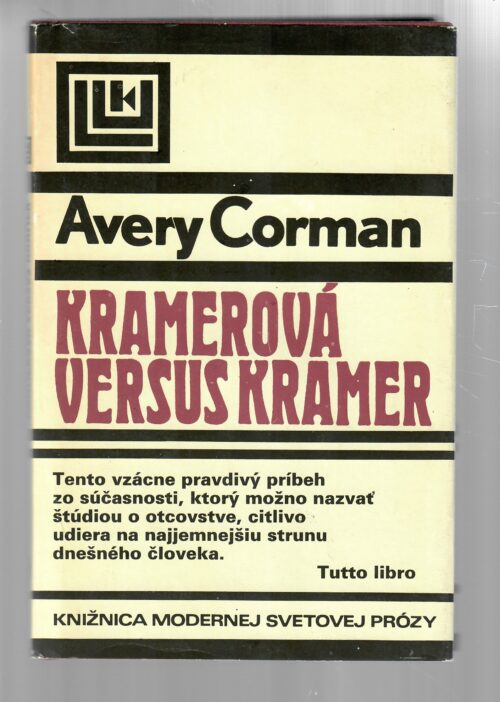 Avery Corman
KRAMEROVÁ
VERSUS KRAMER
Tento vzácne pravdivý príbeh
zo súčasnosti, ktorý možno nazvať
štúdiou o otcovstve, citlivo
udiera na najjemnejšiu strunu
dnešného človeka.
Tutto libro
KNIŽNICA MODERNEJ SVETOVEJ PRÓZY